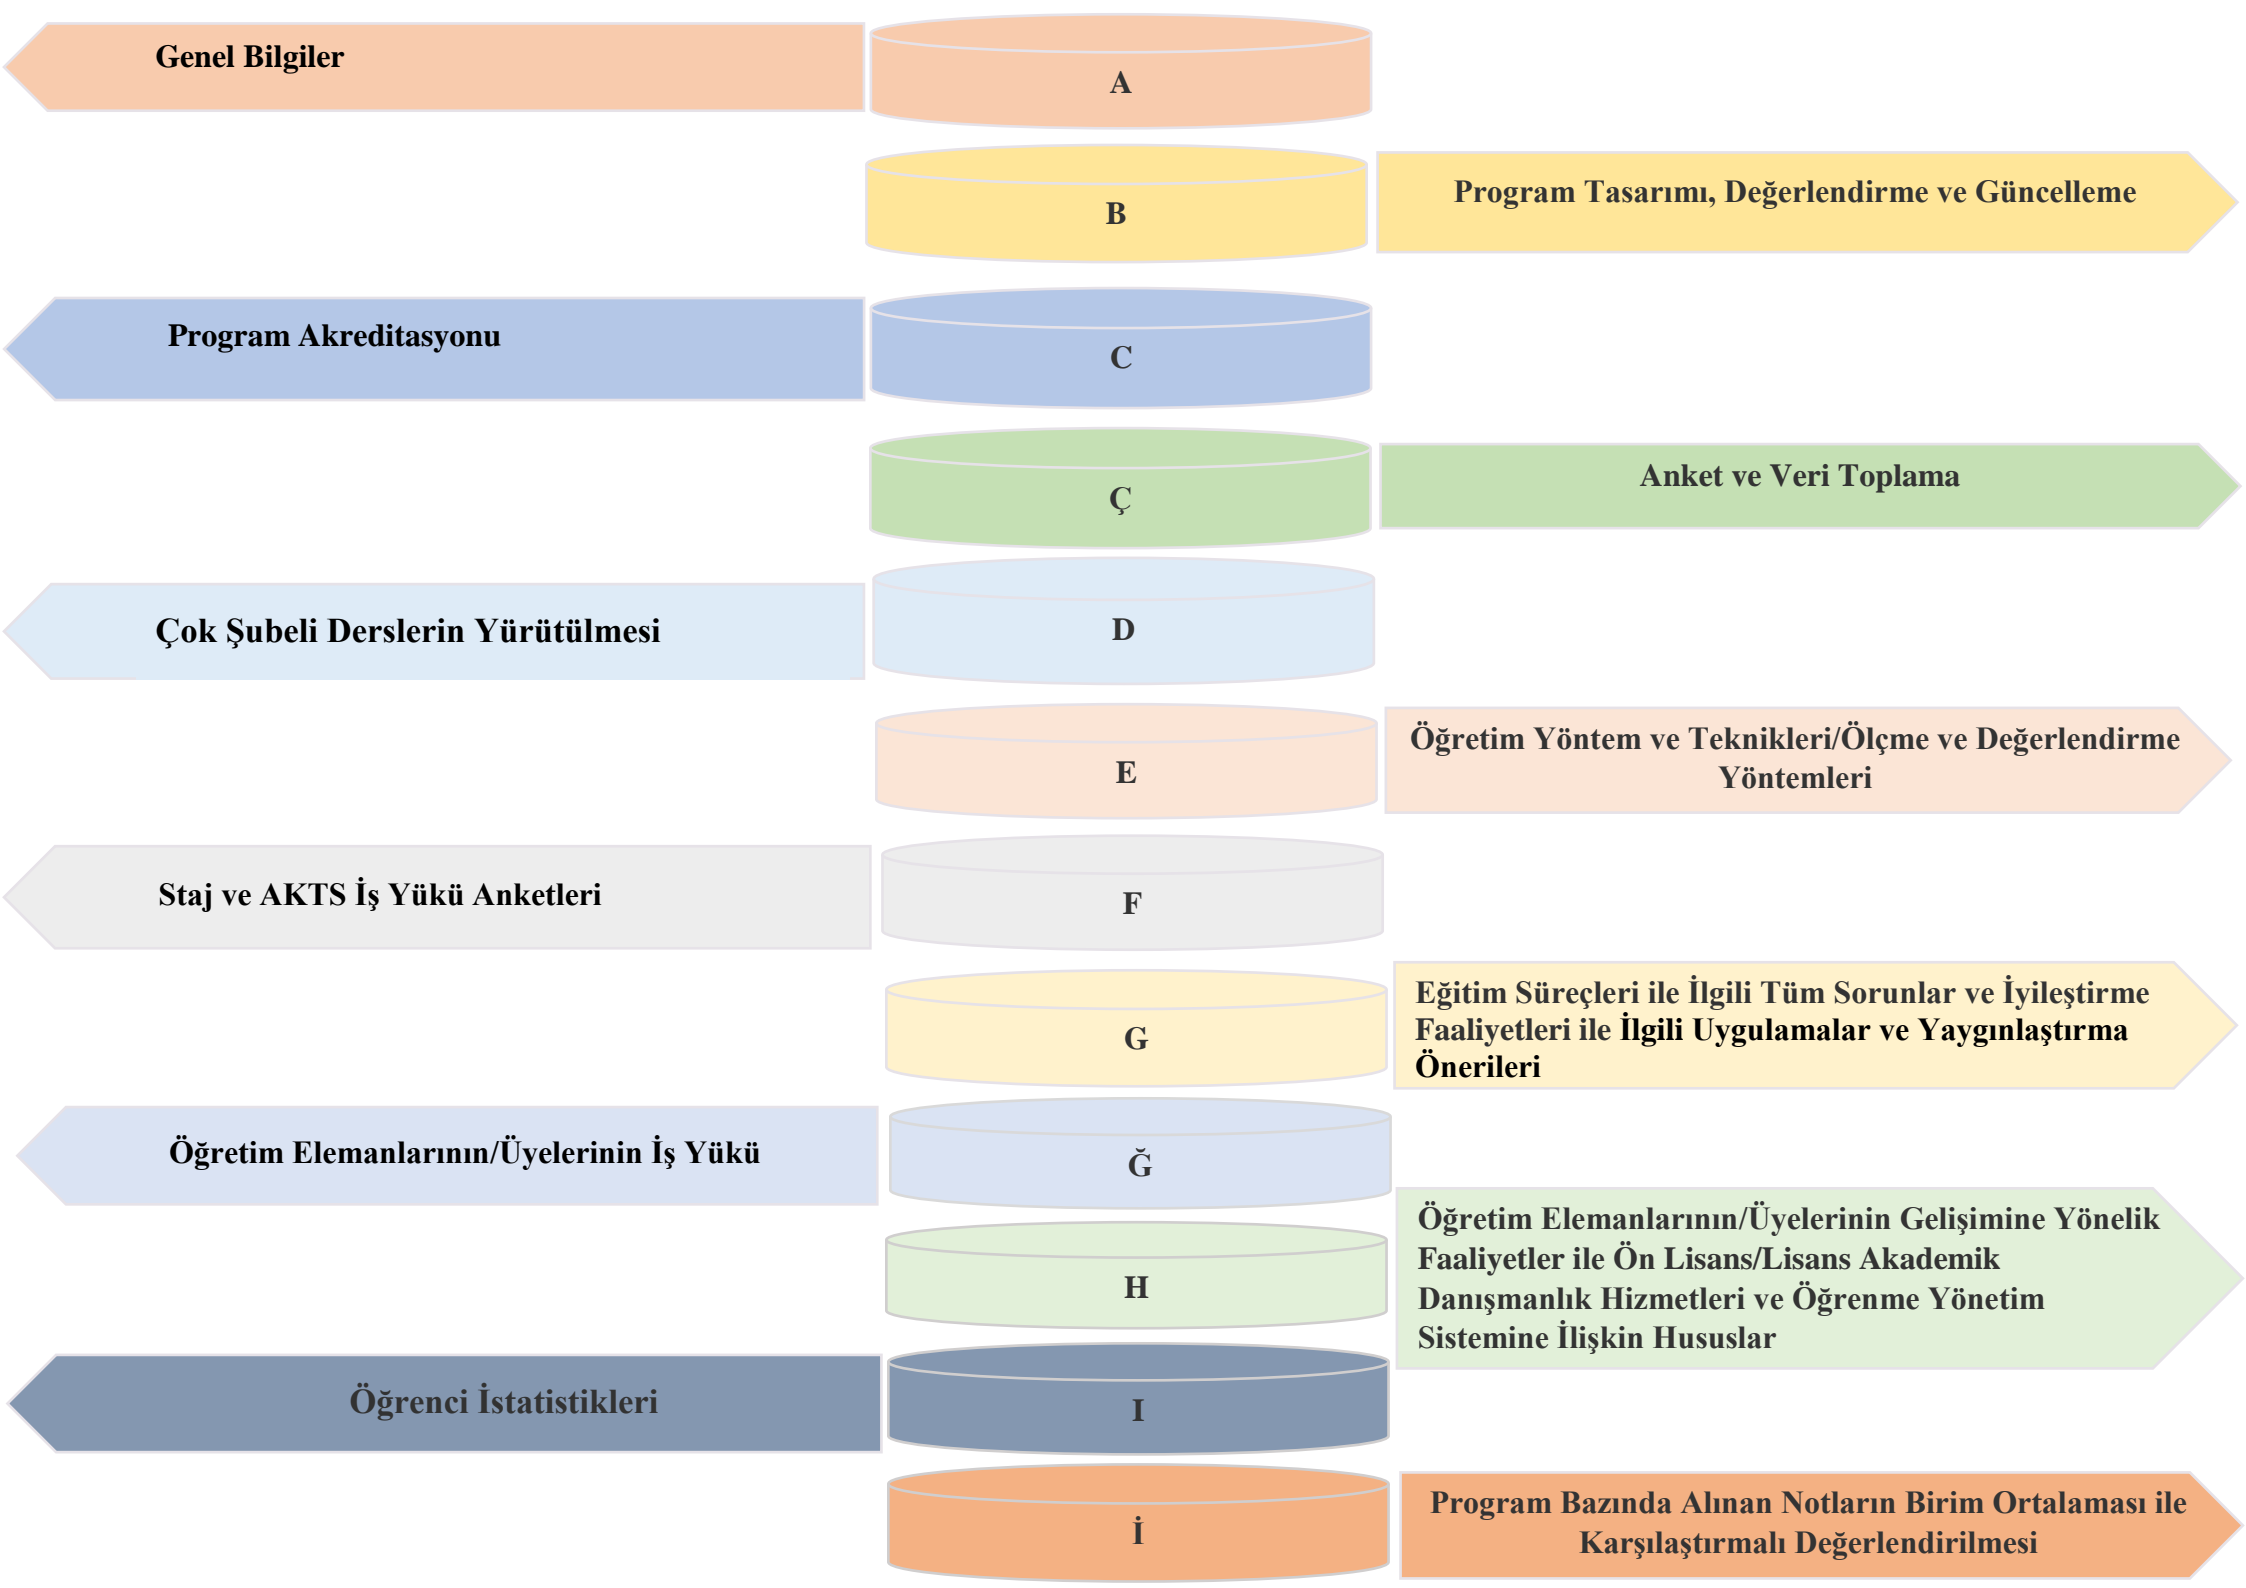 Genel Bilgiler
A
B
Program Tasarımı, Değerlendirme ve Güncelleme
Program Akreditasyonu
C
Ç
Anket ve Veri Toplama
Çok Şubeli Derslerin Yürütülmesi
D
E
Öğretim Yöntem ve Teknikleri/Ölçme ve Değerlendirme
Yöntemleri
Staj ve AKTS İş Yükü Anketleri
F
G
Eğitim Süreçleri ile İlgili Tüm Sorunlar ve İyileştirme
Faaliyetleri ile İlgili Uygulamalar ve Yaygınlaştırma
Önerileri
Öğretim Elemanlarının/Üyelerinin İş Yükü
Ğ
H
Öğretim Elemanlarının/Üyelerinin Gelişimine Yönelik
Faaliyetler ile Ön Lisans/Lisans Akademik
Danışmanlık Hizmetleri ve Öğrenme Yönetim
Sistemine İlişkin Hususlar
Öğrenci İstatistikleri
I
İ
Program Bazında Alınan Notların Birim Ortalaması ile
Karşılaştırmalı Değerlendirilmesi